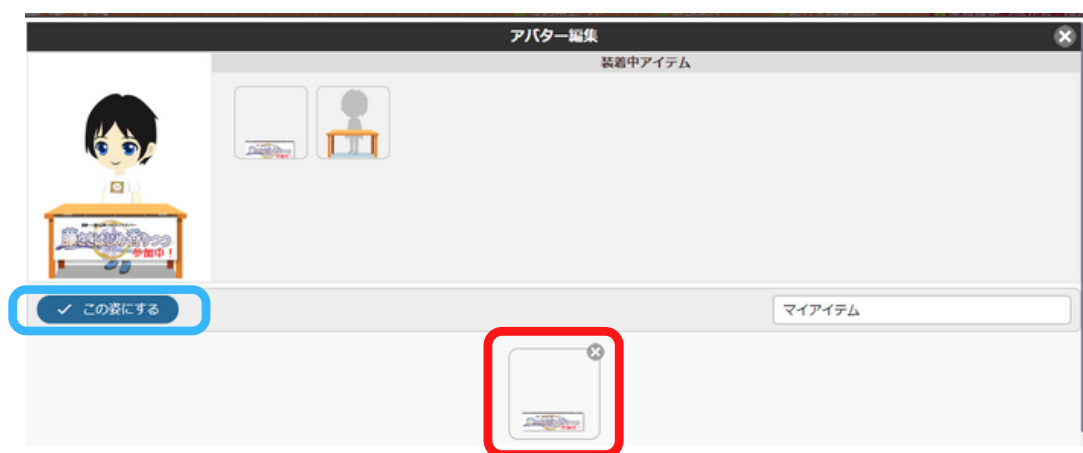 アバター編集
装着中アイテム
参加中！
この姿にする
マイアイテム